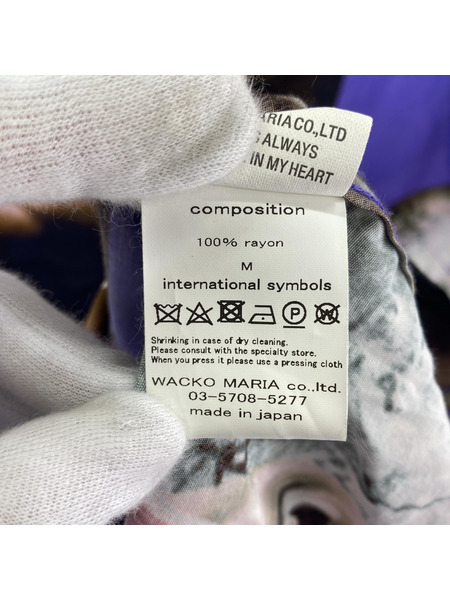 ARIA CO.,LTD
ALWAYS
IN MY HEART
composition
100% rayon
M
international symbols
P W
Shrinking in case of dry cleaning.
Please consult with the specialty store.
When you press it please use a pressing cloth
WACKO MARIA co.,ltd.
03-5708-5277
made in japan